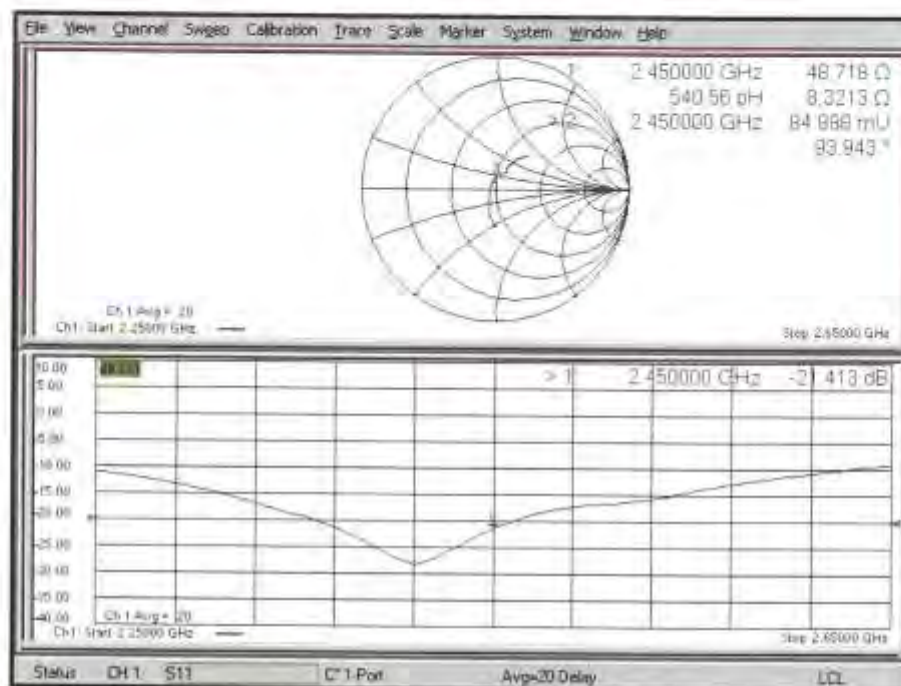 File View Channel Sweep Calibration Trace Scale Marker System Window Help
1 2.450000 GHz 48.718 Ω
540.56 pH 8.3213 Ω
>2 2.450000 GHz 84.988 mU
93.943 °
Ch 1 Avg = 20
Ch1: Start 2.25000 GHz
Stop 2.65000 GHz
10.00
> 1 2.450000 GHz -21.413 dB
5.00
0.00
-5.00
-10.00
-15.00
-20.00
-25.00
-30.00
-35.00
-40.00
Ch 1 Avg = 20
Ch1: Start 2.25000 GHz
Stop 2.65000 GHz
Status CH 1: S11 C* 1-Port Avg=20 Delay LCL